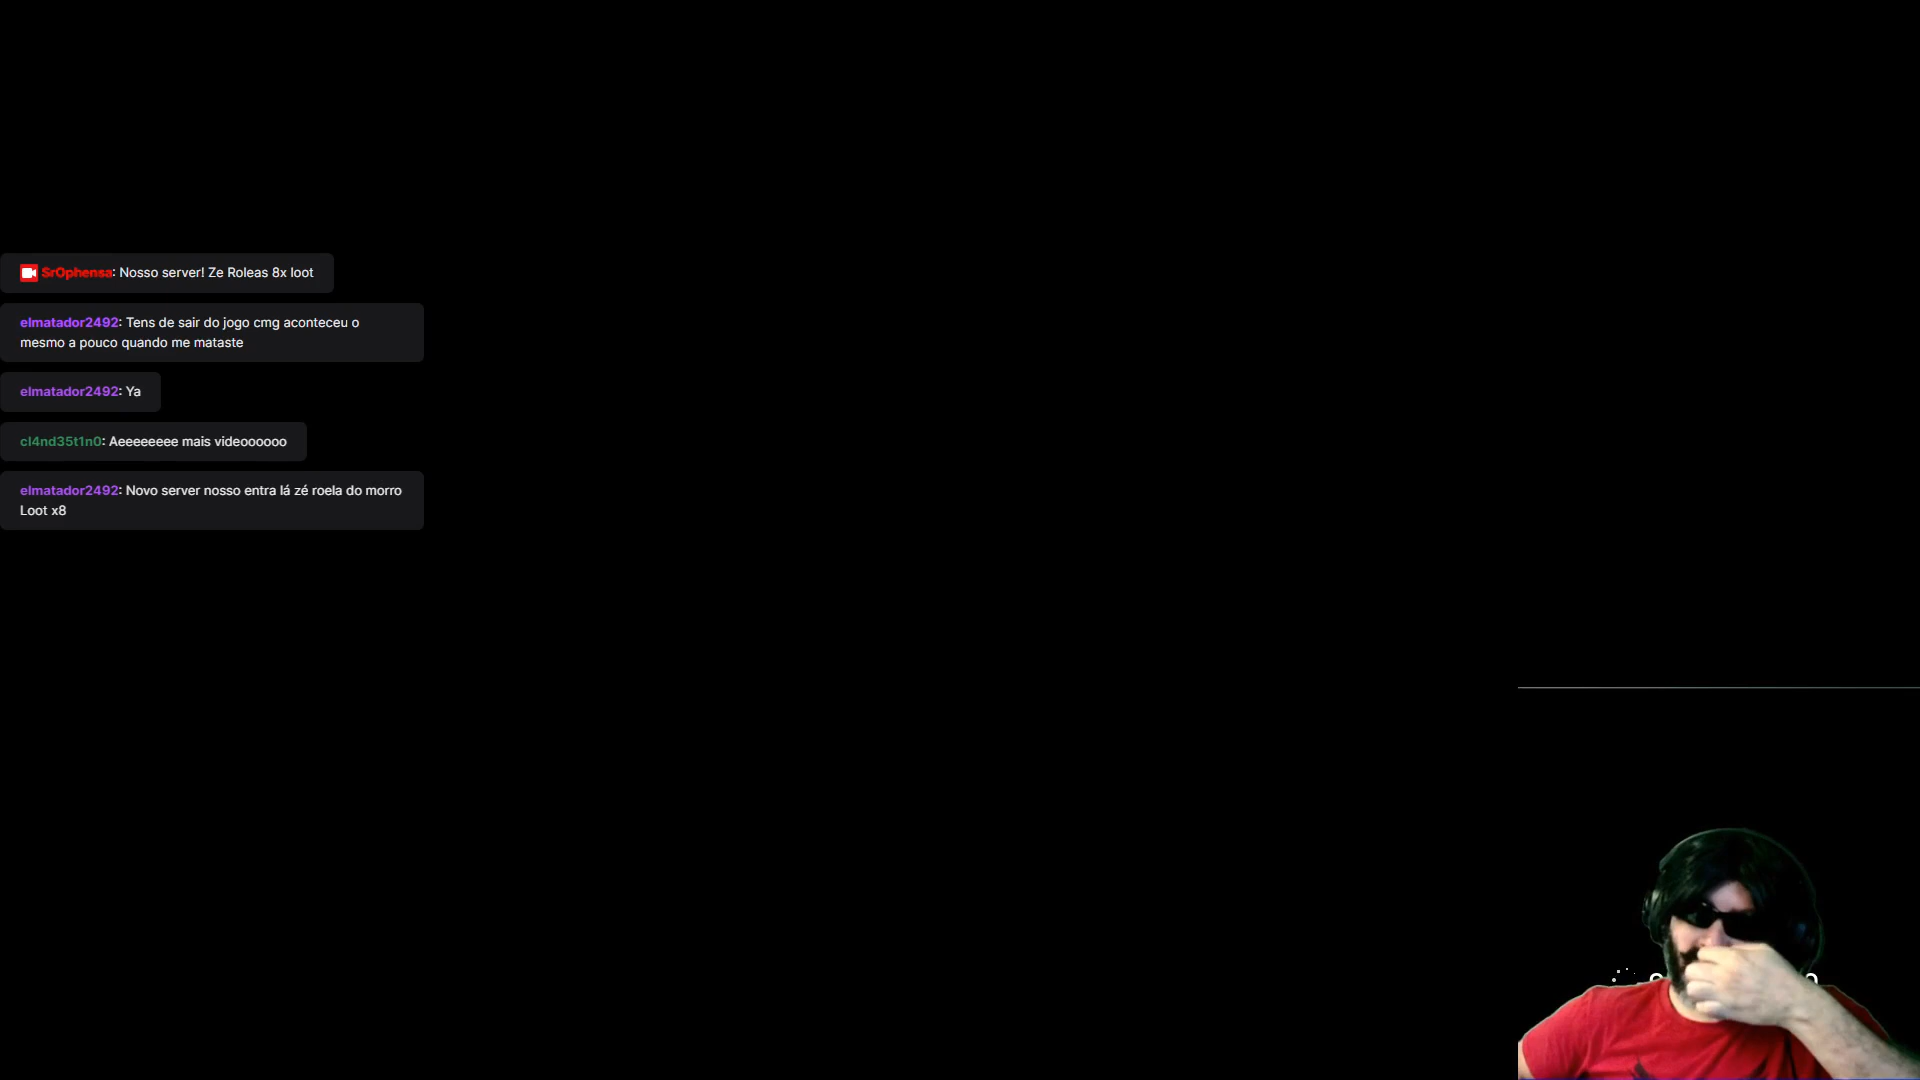 SrOphensa: Nosso server! Ze Roleas 8x loot
elmatador2492: Tens de sair do jogo cmg aconteceu o
mesmo a pouco quando me mataste
elmatador2492: Ya
cl4nd35t1n0: Aeeeeeeee mais videoooooo
elmatador2492: Novo server nosso entra lá zé roela do morro
Loot x8